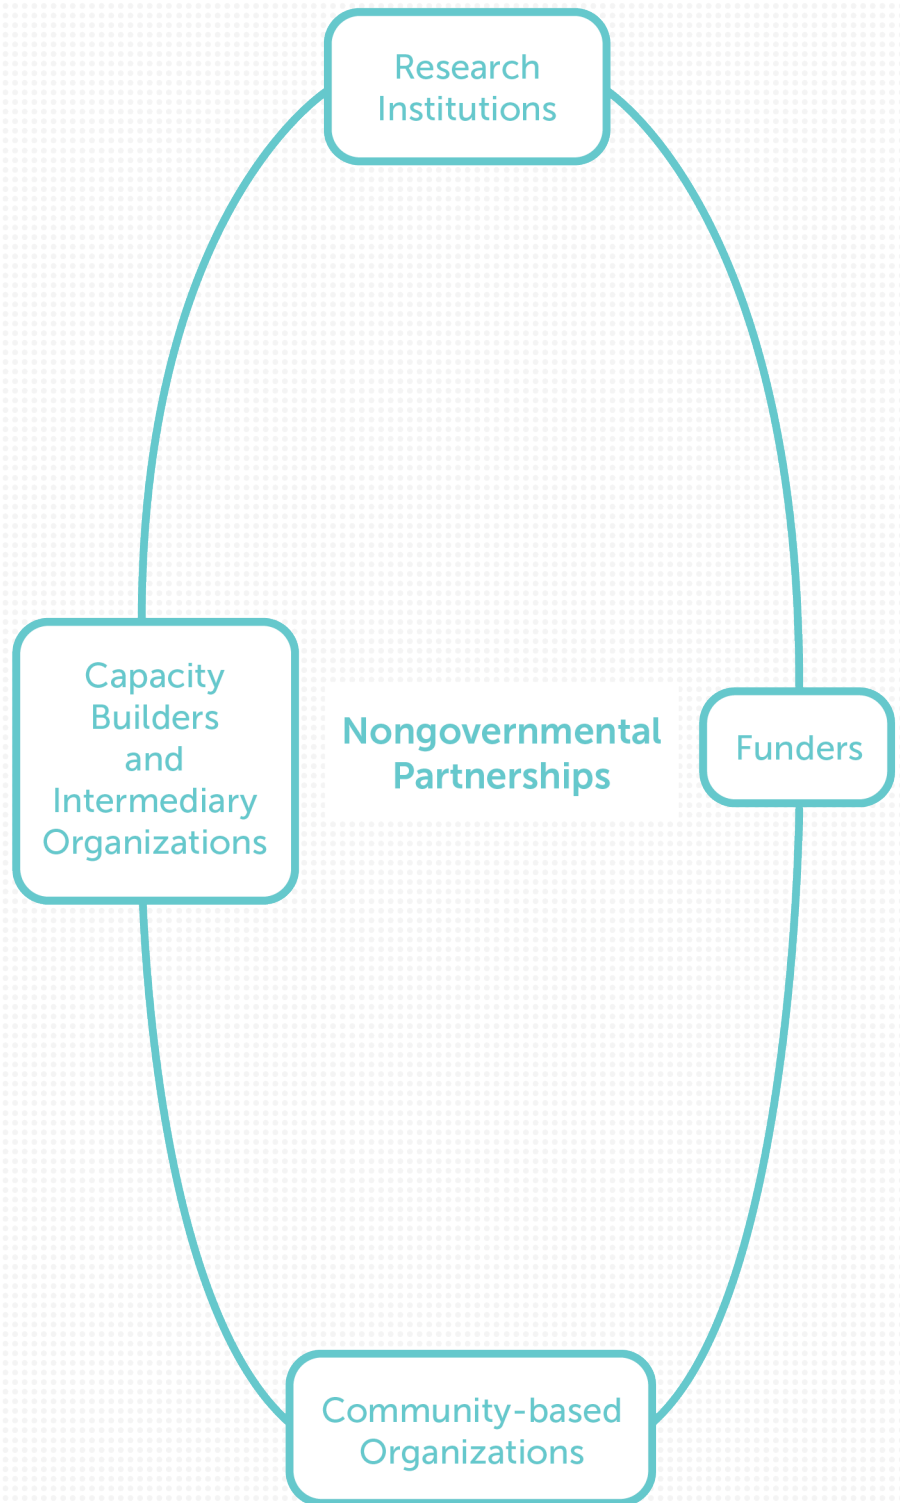 Research
Institutions
Capacity
Builders
and
Intermediary
Organizations
Nongovernmental
Partnerships
Funders
Community-based
Organizations